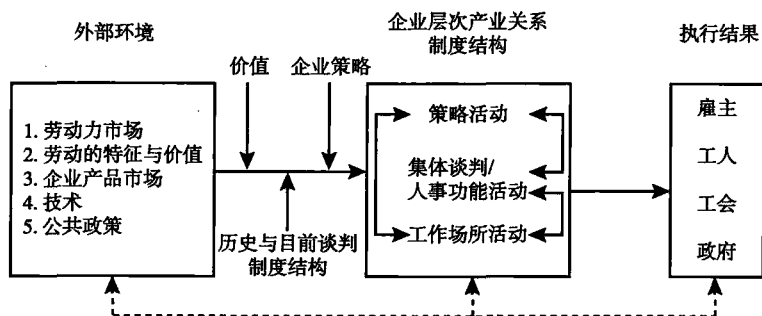 外部环境
企业层次产业关系
制度结构
执行结果
价值
企业策略
1. 劳动力市场
2. 劳动的特征与价值
3. 企业产品市场
4. 技术
5. 公共政策
历史与目前谈判
制度结构
策略活动
集体谈判/
人事功能活动
工作场所活动
雇主
工人
工会
政府